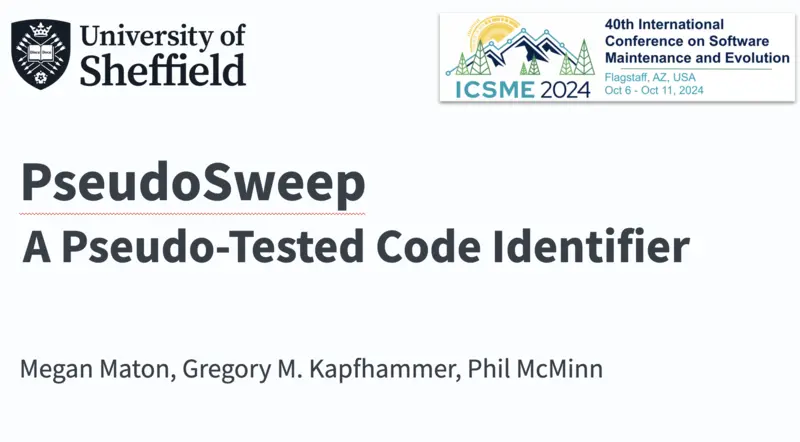 University of
Sheffield
40th International
Conference on Software
Maintenance and Evolution
Flagstaff, AZ, USA
Oct 6 - Oct 11, 2024
ICSME 2024
PseudoSweep
A Pseudo-Tested Code Identifier
Megan Maton, Gregory M. Kapfhammer, Phil McMinn